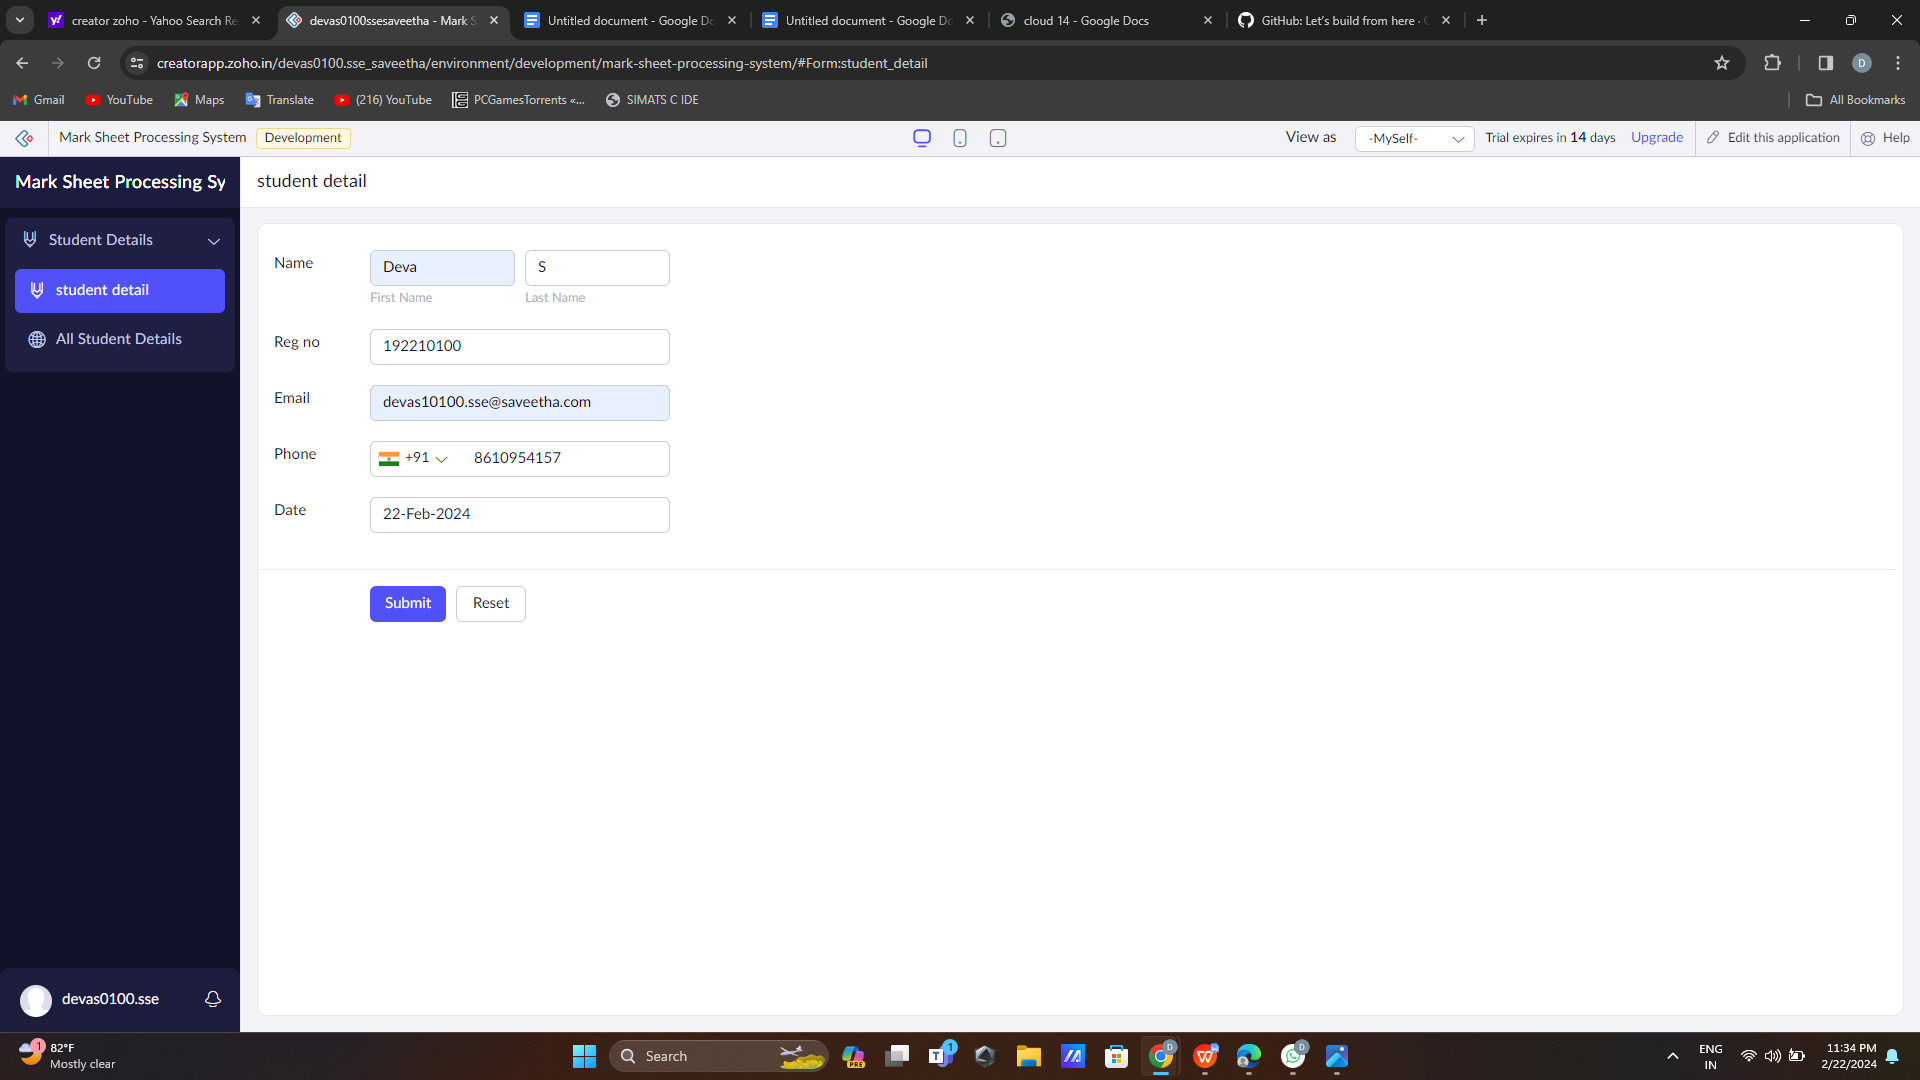 creator zoho - Yahoo Search Re
devas0100ssesaveetha - Mark S
Untitled document - Google Do
Untitled document - Google Do
cloud 14 - Google Docs
GitHub: Let's build from here ·
creatorapp.zoho.in/devas0100.sse_saveetha/environment/development/mark-sheet-processing-system/#Form:student_detail
D
Gmail
YouTube
Maps
Translate
(216) YouTube
PCGamesTorrents «...
SIMATS C IDE
All Bookmarks
Mark Sheet Processing System
Development
View as
-MySelf-
Trial expires in 14 days
Upgrade
Edit this application
Help
Mark Sheet Processing Sy
student detail
Student Details
student detail
All Student Details
Name
Deva
S
First Name
Last Name
Reg no
192210100
Email
devas10100.sse@saveetha.com
Phone
+91
8610954157
Date
22-Feb-2024
Submit
Reset
devas0100.sse
1
82°F
Mostly clear
Search
PRE
1
D
D
ENG
IN
11:34 PM
2/22/2024